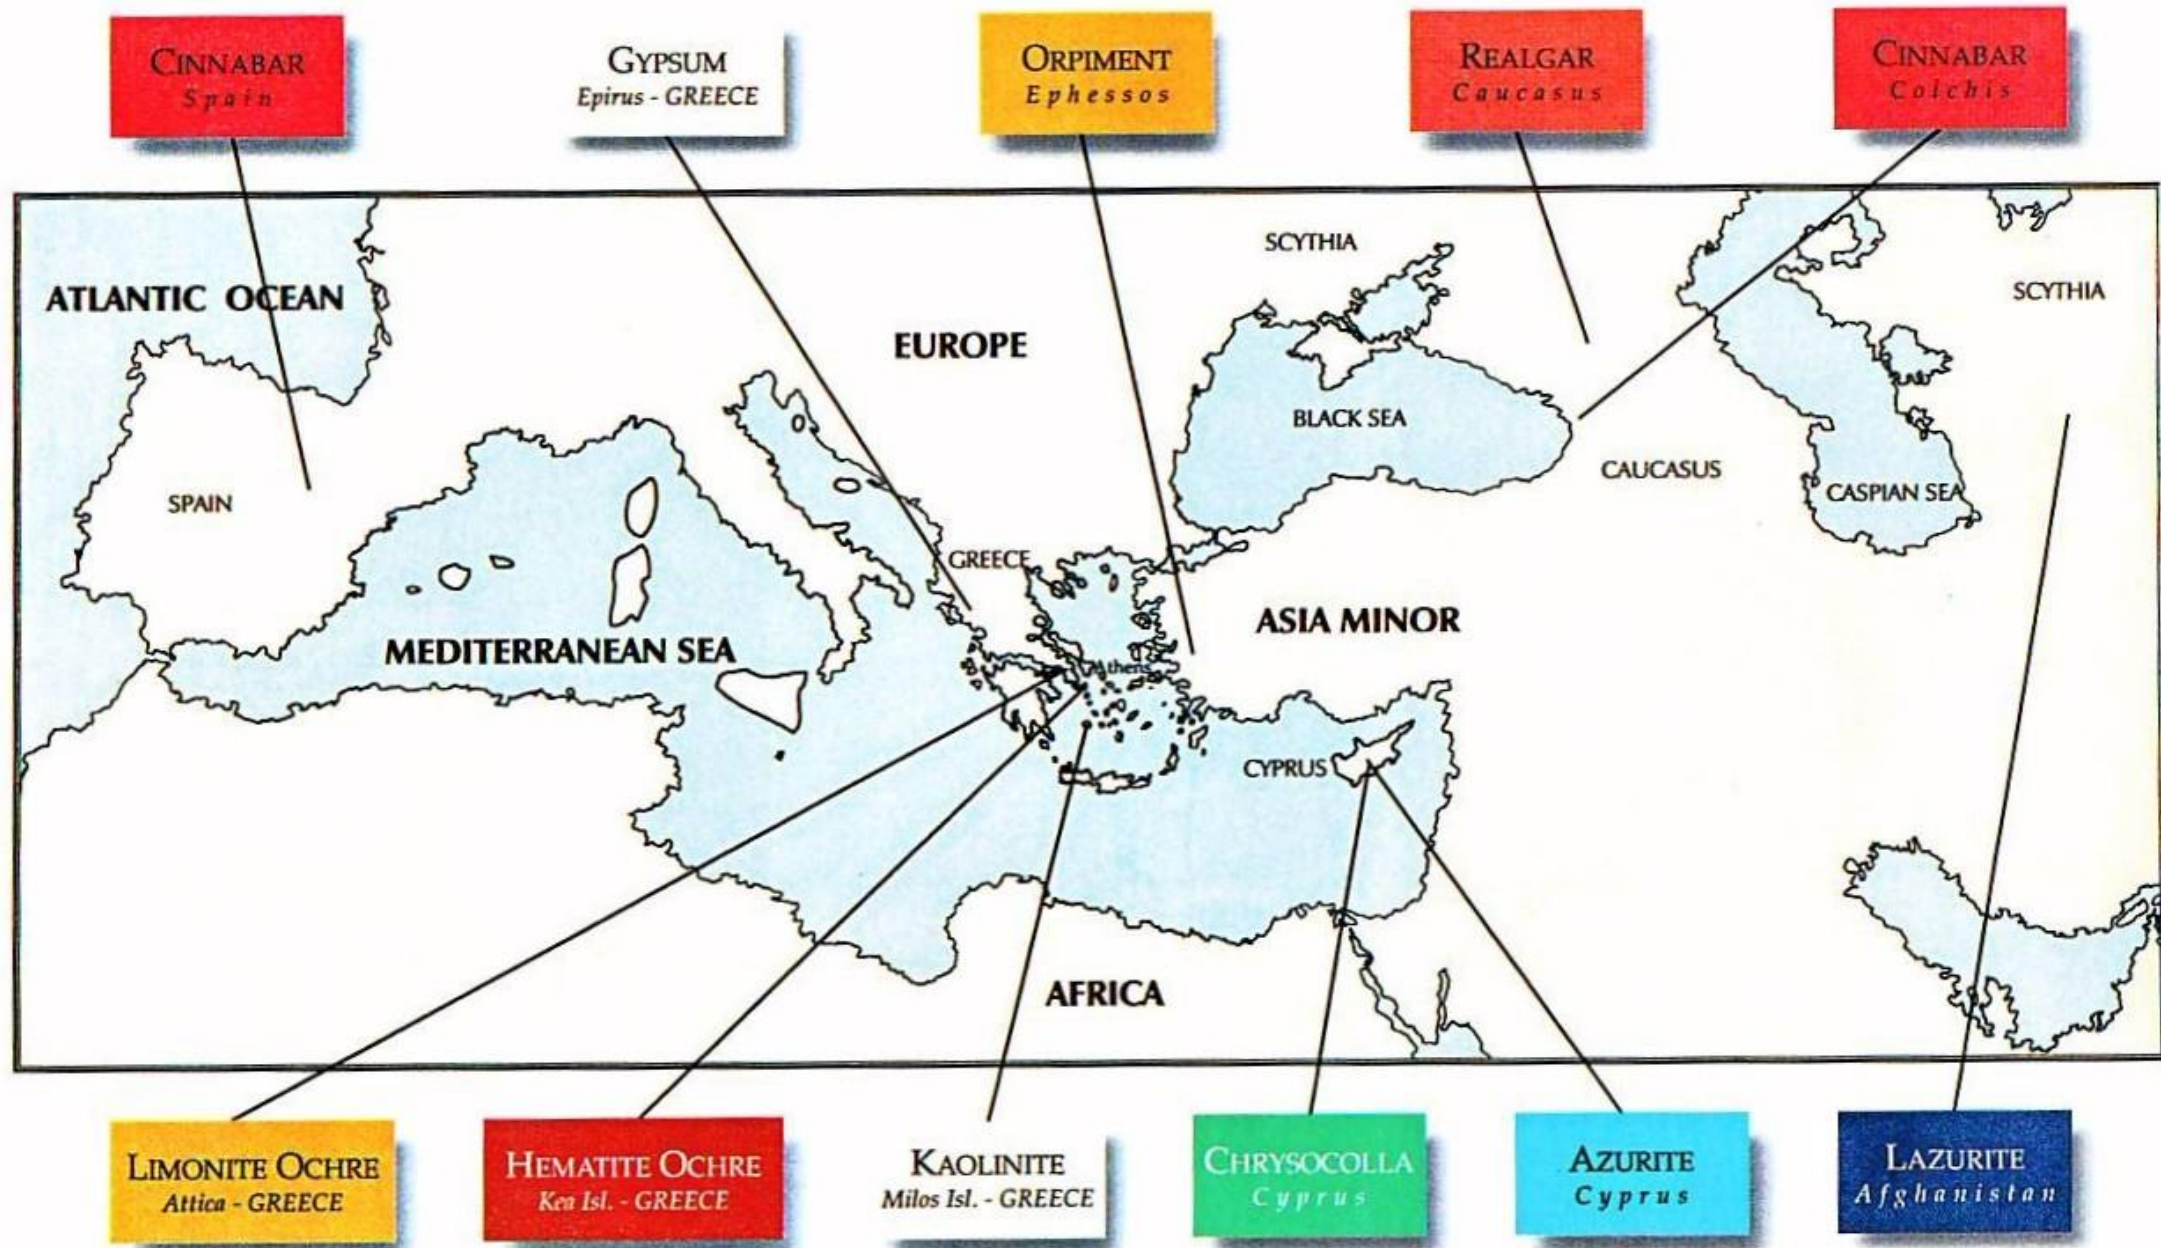 CINNABAR
Spain
GYPSUM
Epirus - GREECE
ORPIMENT
Ephessos
REALGAR
Caucasus
CINNABAR
Colchis
SCYTHIA
ATLANTIC OCEAN
SCYTHIA
EUROPE
BLACK SEA
CAUCASUS
CASPIAN SEA
SPAIN
GREECE
ASIA MINOR
MEDITERRANEAN SEA
Athens
CYPRUS
AFRICA
LIMONITE OCHRE
Attica - GREECE
HEMATITE OCHRE
Kea Isl. - GREECE
KAOLINITE
Milos Isl. - GREECE
CHRYSOCOLLA
Cyprus
AZURITE
Cyprus
LAZURITE
Afghanistan